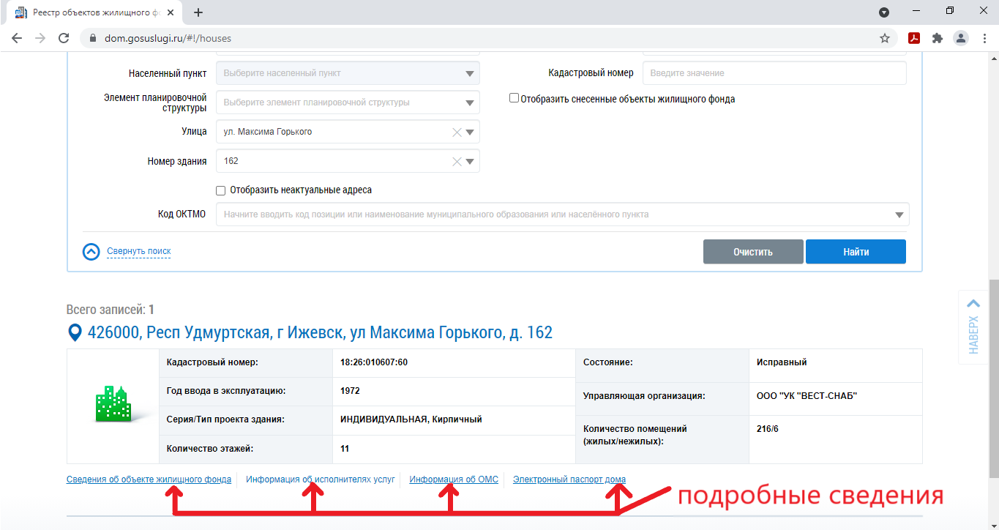 Реестр объектов жилищного фо
dom.gosuslugi.ru/#!/houses
Населенный пункт Выберите населенный пункт Кадастровый номер Введите значение
Элемент планировочной структуры Выберите элемент планировочной структуры Отобразить снесенные объекты жилищного фонда
Улица ул. Максима Горького
Номер здания 162
Отобразить неактуальные адреса
Код ОКТМО Начните вводить код позиции или наименование муниципального образования или населённого пункта
Свернуть поиск Очистить Найти
НАВЕРХ
Всего записей: 1
426000, Респ Удмуртская, г Ижевск, ул Максима Горького, д. 162
Кадастровый номер: 18:26:010607:60 Состояние: Исправный
Год ввода в эксплуатацию: 1972 Управляющая организация: ООО "УК "ВЕСТ-СНАБ"
Серия/Тип проекта здания: ИНДИВИДУАЛЬНАЯ, Кирпичный Количество помещений (жилых/нежилых): 216/6
Количество этажей: 11
Сведения об объекте жилищного фонда Информация об исполнителях услуг Информация об ОМС Электронный паспорт дома
подробные сведения